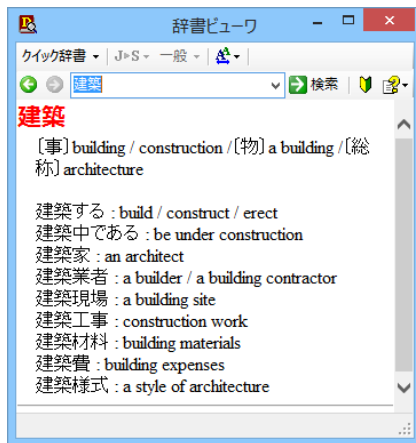 辞書ビューワ
クイック辞書 J▶S 一般
建築 検索
建築
〔事〕building / construction /〔物〕a building /〔総
称〕architecture
建築する : build / construct / erect
建築中である : be under construction
建築家 : an architect
建築業者 : a builder / a building contractor
建築現場 : a building site
建築工事 : construction work
建築材料 : building materials
建築費 : building expenses
建築様式 : a style of architecture